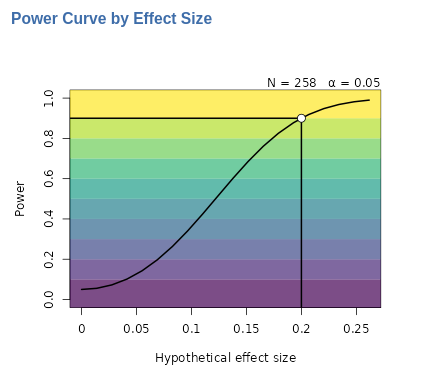 Power Curve by Effect Size
N = 258 α = 0.05
1.0
0.8
0.6
0.4
0.2
0.0
Power
0 0.05 0.1 0.15 0.2 0.25
Hypothetical effect size